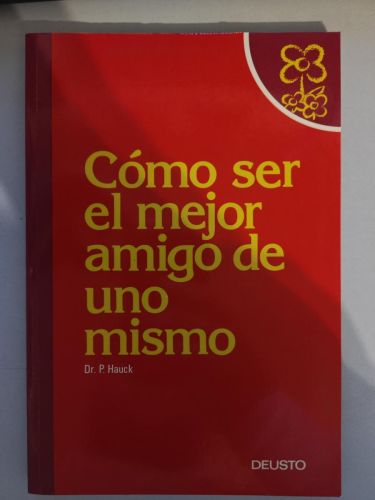 Cómo ser
el mejor
amigo de
uno
mismo
Dr. P. Hauck
DEUSTO